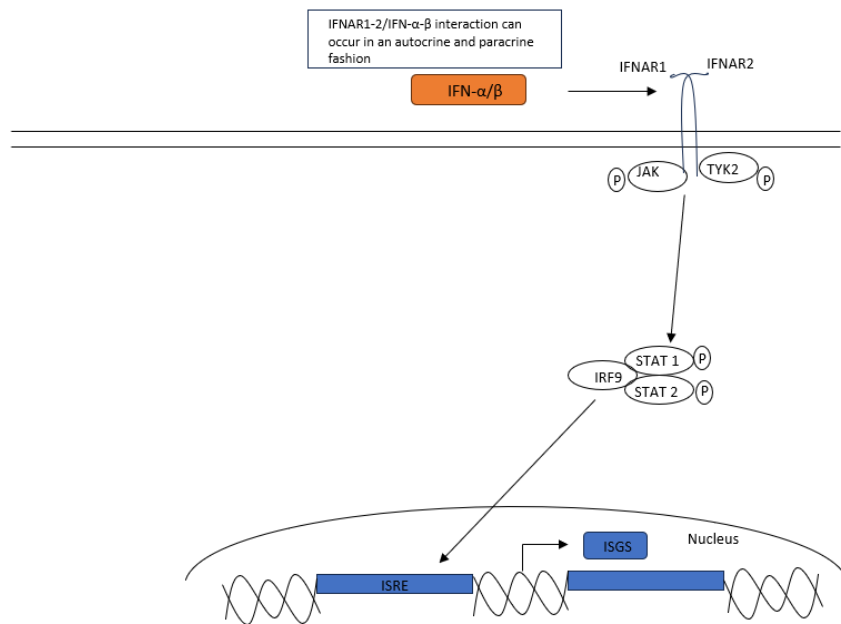 IFNAR1-2/IFN-α-β interaction can
occur in an autocrine and paracrine
fashion
IFN-α/β
IFNAR1
IFNAR2
P
JAK
TYK2
P
STAT 1
P
IRF9
STAT 2
P
ISGS
Nucleus
ISRE